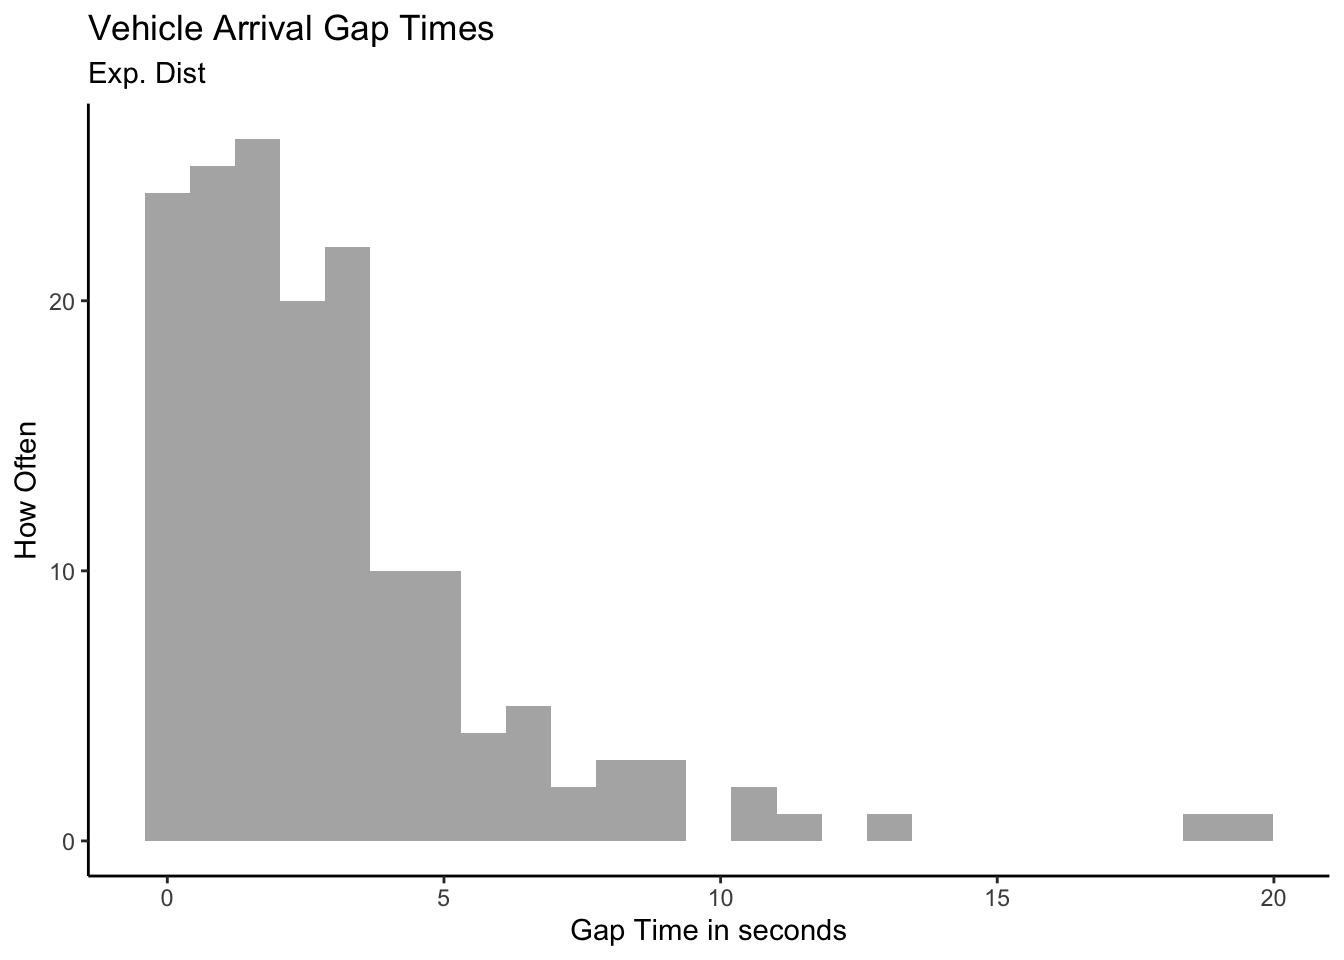 Vehicle Arrival Gap Times
Exp. Dist
How Often
20
10
0
0 5 10 15 20
Gap Time in seconds